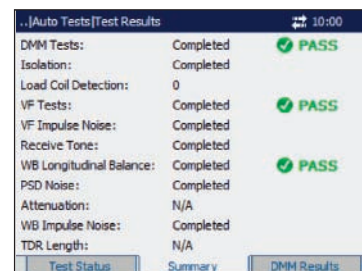 ..|Auto Tests|Test Results 10:00
DMM Tests: Completed PASS
Isolation: Completed
Load Coil Detection: 0
VF Tests: Completed PASS
VF Impulse Noise: Completed
Receive Tone: Completed
WB Longitudinal Balance: Completed PASS
PSD Noise: Completed
Attenuation: N/A
WB Impulse Noise: Completed
TDR Length: N/A
Test Status Summary DMM Results